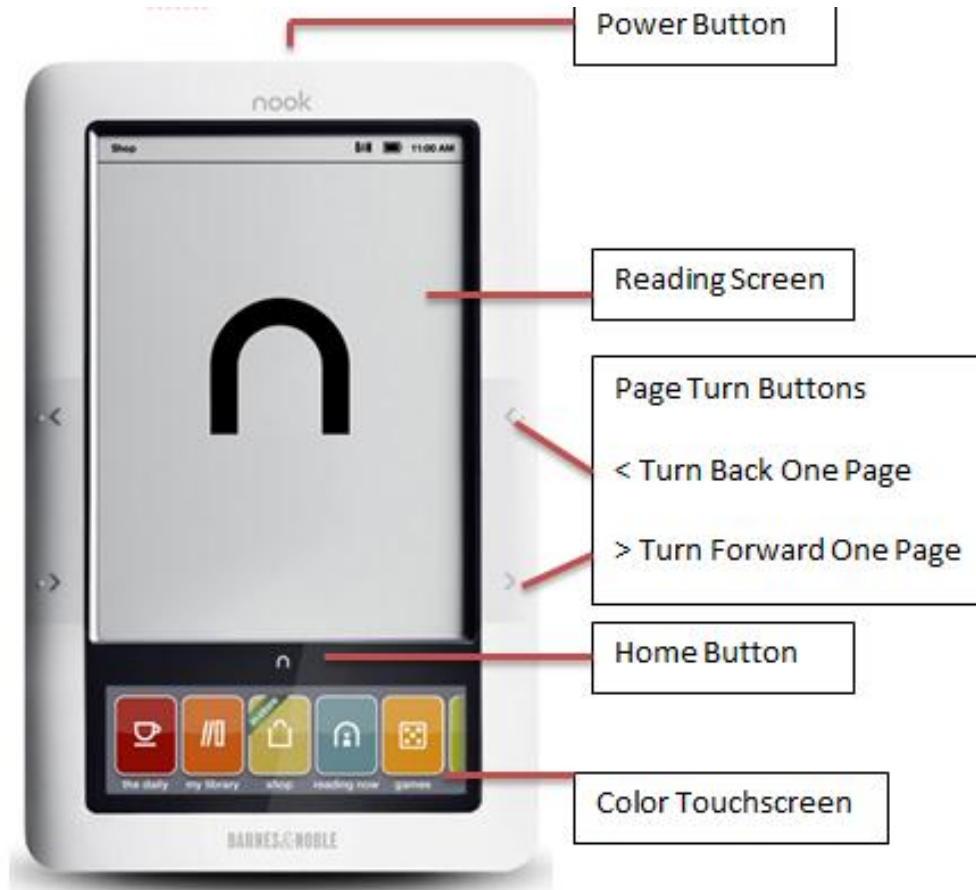 Power Button
nook
Shop
11:00 AM
Reading Screen
Page Turn Buttons
< Turn Back One Page
> Turn Forward One Page
Home Button
the daily my library shop reading now games
Color Touchscreen
BARNES&NOBLE